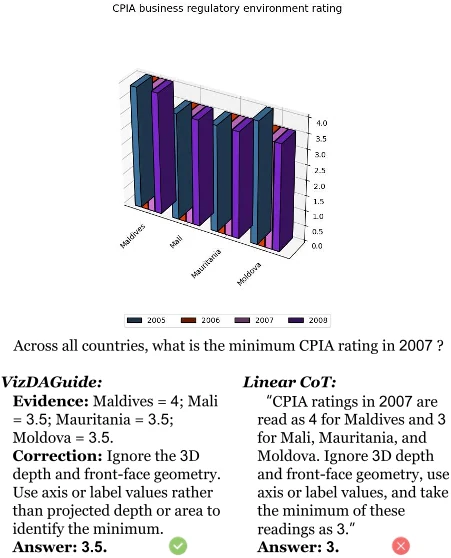 CPIA business regulatory environment rating
4.0
3.5
3.0
2.5
2.0
1.5
1.0
0.5
0.0
Maldives
Mali
Mauritania
Moldova
2005 2006 2007 2008
Across all countries, what is the minimum CPIA rating in 2007 ?
VizDAGuide:
Evidence: Maldives = 4; Mali
= 3.5; Mauritania = 3.5;
Moldova = 3.5.
Correction: Ignore the 3D
depth and front-face geometry.
Use axis or label values rather
than projected depth or area to
identify the minimum.
Answer: 3.5.
Linear CoT:
"CPIA ratings in 2007 are
read as 4 for Maldives and 3
for Mali, Mauritania, and
Moldova. Ignore 3D depth
and front-face geometry, use
axis or label values, and take
the minimum of these
readings as 3."
Answer: 3.